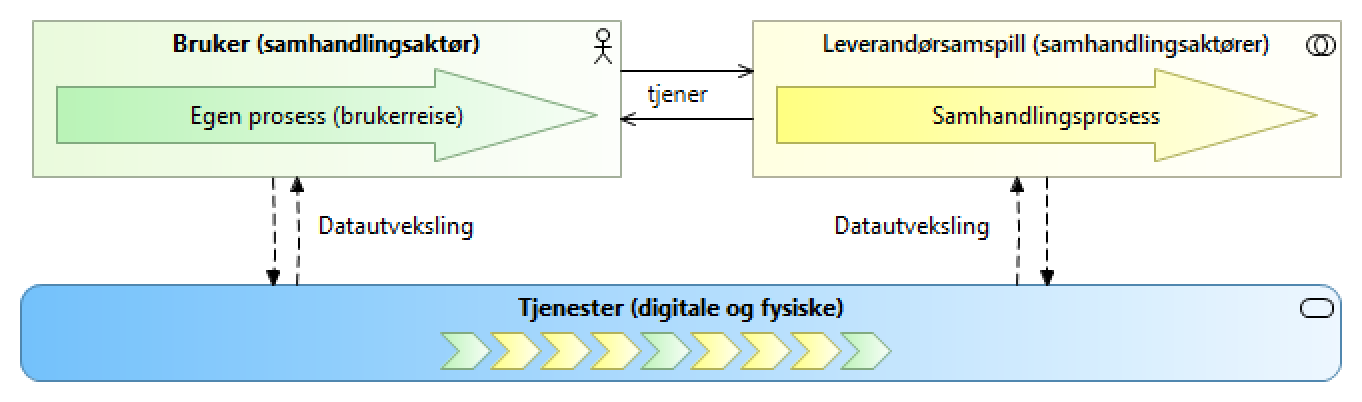 Bruker (samhandlingsaktør)
Leverandørsamspill (samhandlingsaktører)
Egen prosess (brukerreise)
tjener
Samhandlingsprosess
Datautveksling
Datautveksling
Tjenester (digitale og fysiske)